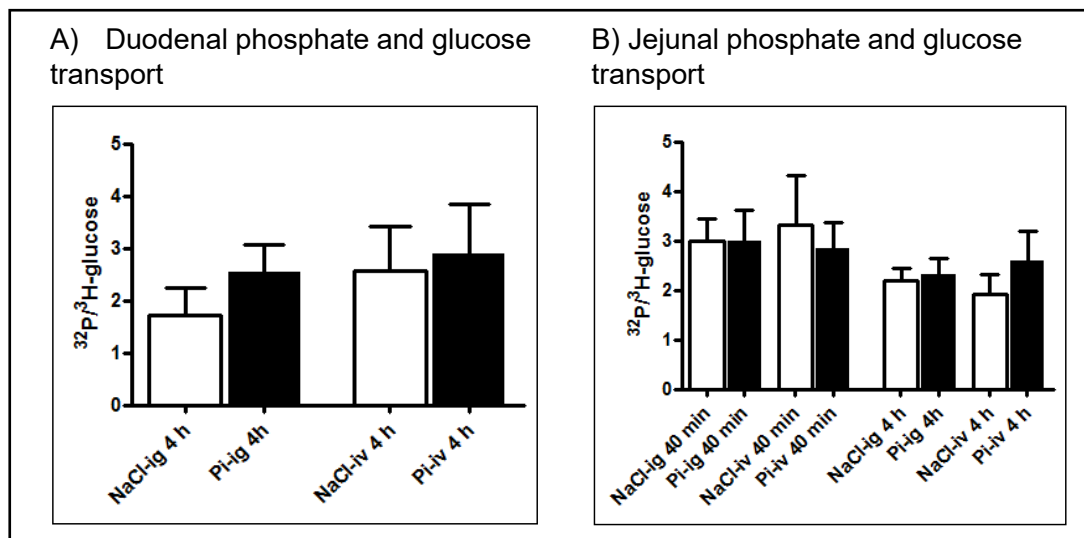 A) Duodenal phosphate and glucose
transport
5
4
3
2
1
0
32P/3H-glucose
NaCl-ig 4 h
Pi-ig 4h
NaCl-iv 4 h
Pi-iv 4 h
B) Jejunal phosphate and glucose
transport
5
4
3
2
1
0
32P/3H-glucose
NaCl-ig 40 min
Pi-ig 40 min
NaCl-iv 40 min
Pi-iv 40 min
NaCl-ig 4 h
Pi-ig 4h
NaCl-iv 4 h
Pi-iv 4 h